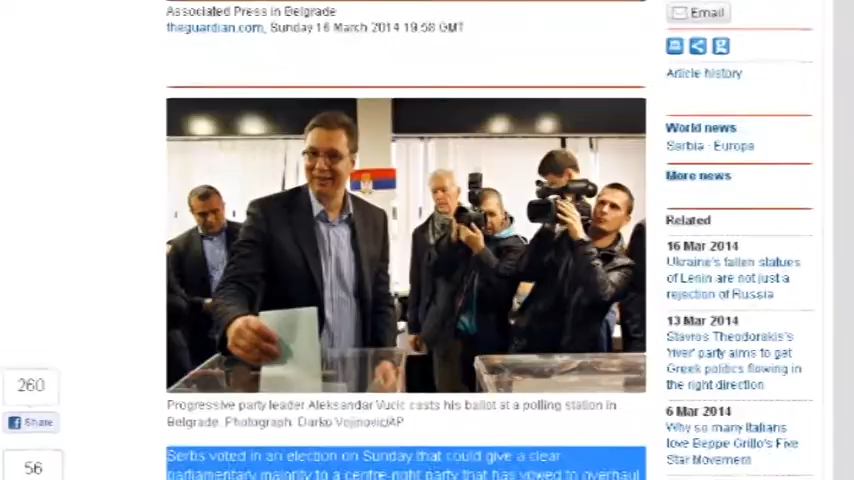 Associated Press in Belgrade
theguardian.com, Sunday 16 March 2014 19.58 GMT
Progressive party leader Aleksandar Vucic casts his ballot at a polling station in
Belgrade. Photograph: Darko Vojinovic/AP
Serbs voted in an election on Sunday that could give a clear
parliamentary majority to a centre-right party that has vowed to overhaul
260
Share
56
Email
Article history
World news
Serbia · Europe
More news
Related
16 Mar 2014
Ukraine's fallen statues
of Lenin are not just a
rejection of Russia
13 Mar 2014
Stavros Theodorakis's
'river' party aims to get
Greek politics flowing in
the right direction
6 Mar 2014
Why so many Italians
love Beppe Grillo's Five
Star Movement